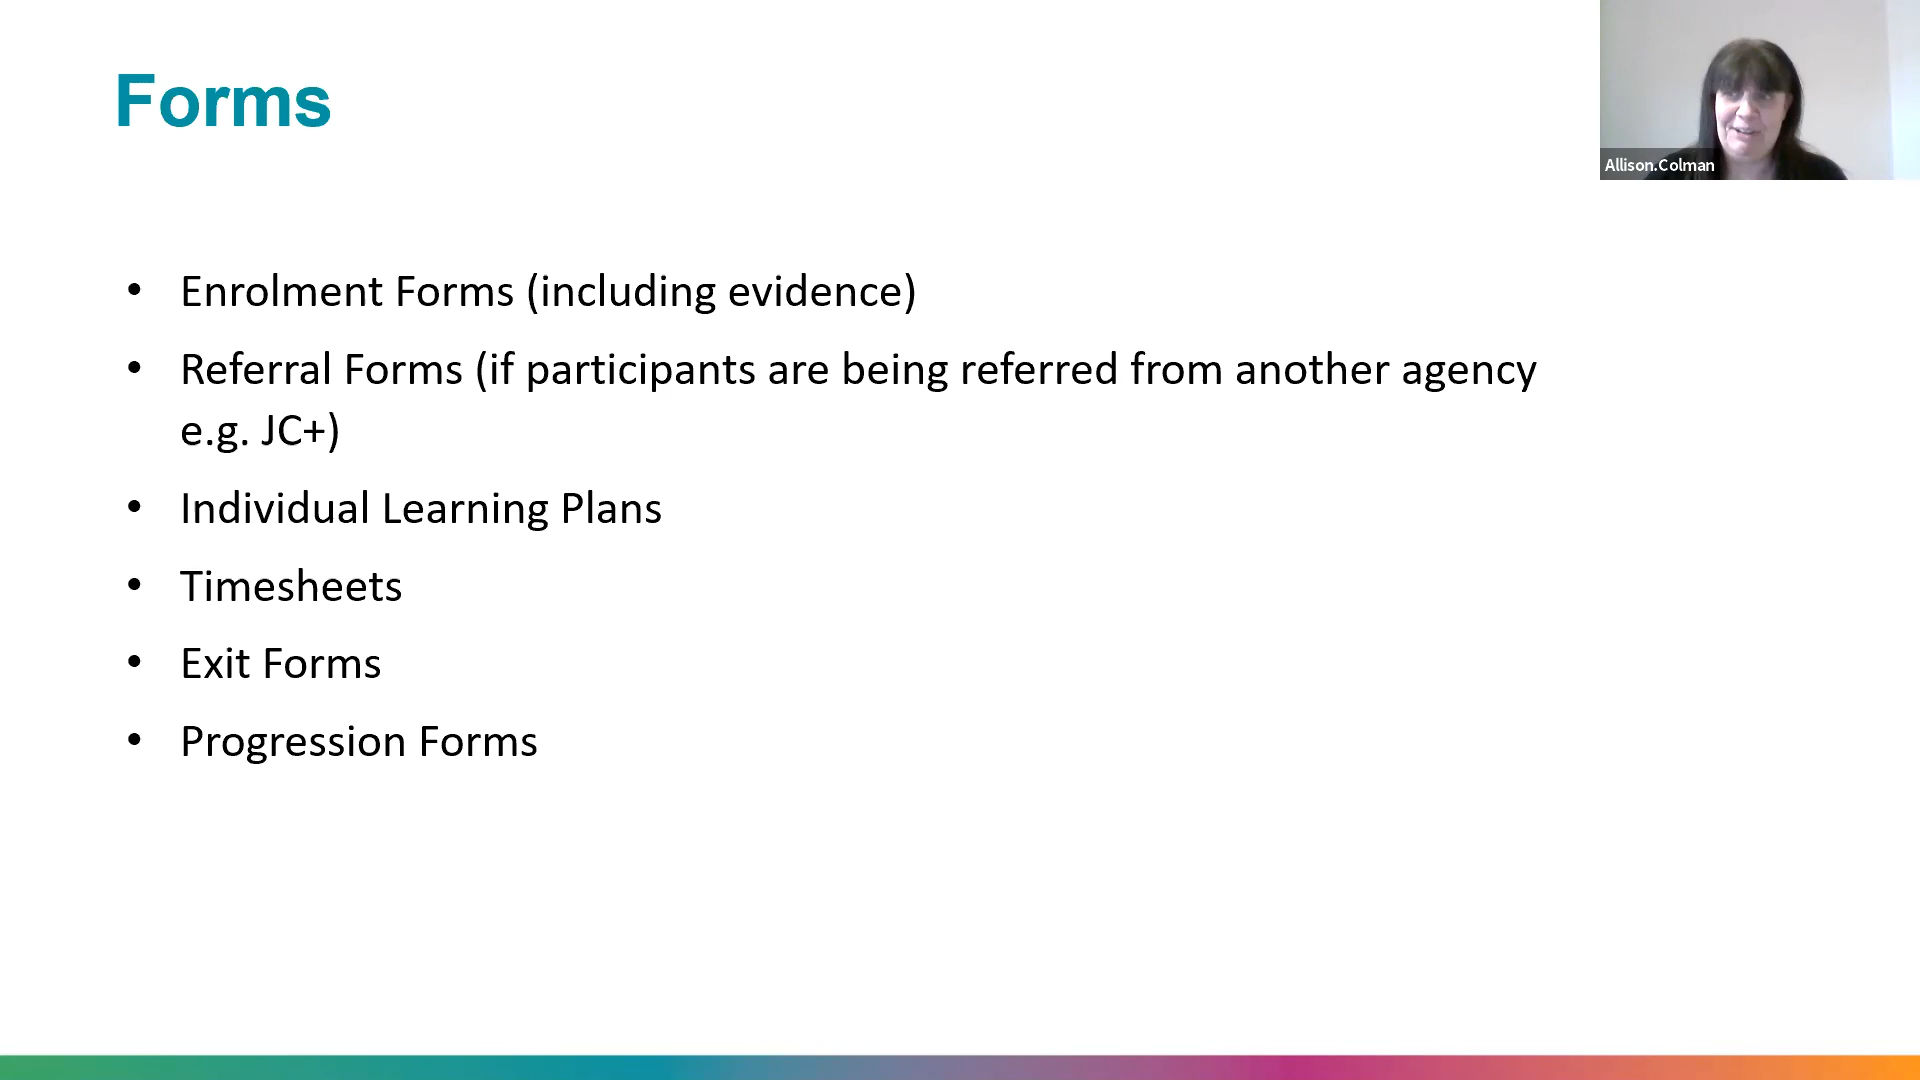 Forms
Allison.Colman
• Enrolment Forms (including evidence)
• Referral Forms (if participants are being referred from another agency
e.g. JC+)
• Individual Learning Plans
• Timesheets
• Exit Forms
• Progression Forms